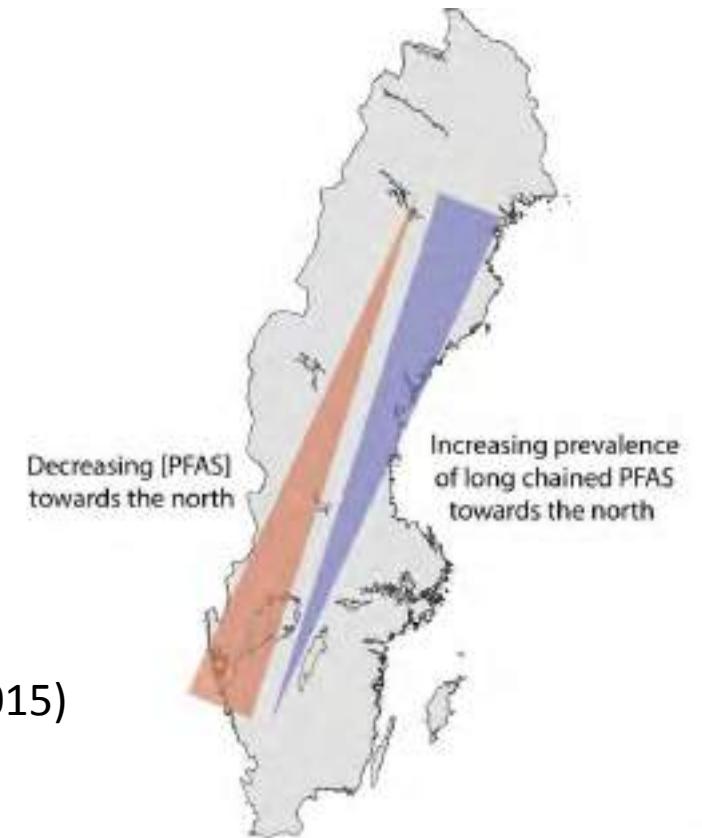 Decreasing [PFAS]
towards the north
Increasing prevalence
of long chained PFAS
towards the north
015)